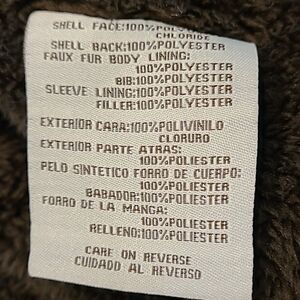 SHELL FACE:100%POLYVINYL
CHLORIDE
SHELL BACK:100%POLYESTER
FAUX FUR BODY LINING:
100%POLYESTER
BIB:100%POLYESTER
SLEEVE LINING:100%POLYESTER
FILLER:100%POLYESTER
EXTERIOR CARA:100%POLIVINILO
CLORURO
EXTERIOR PARTE ATRAS:
100%POLIESTER
PELO SINTETICO FORRO DE CUERPO:
100%POLIESTER
BABADOR:100%POLIESTER
FORRO DE LA MANGA:
100%POLIESTER
RELLENO:100%POLIESTER
CARE ON REVERSE
CUIDADO AL REVERSO